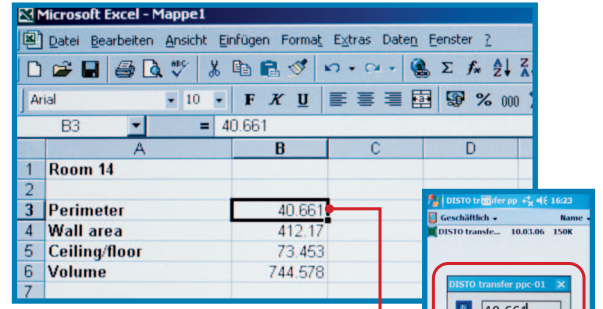 Microsoft Excel - Mappe1
Datei Bearbeiten Ansicht Einfügen Format Extras Daten Fenster ?
Arial 10 F K U % 000
B3 = 40.661
A B C D
1 Room 14
2
3 Perimeter 40.661
4 Wall area 412.17
5 Ceiling/floor 73.453
6 Volume 744.578
7
DISTO pp 16:23
Geschäftlich Name
DISTO transfe... 10.03.06 150K
DISTO transfer ppc-01
40.661